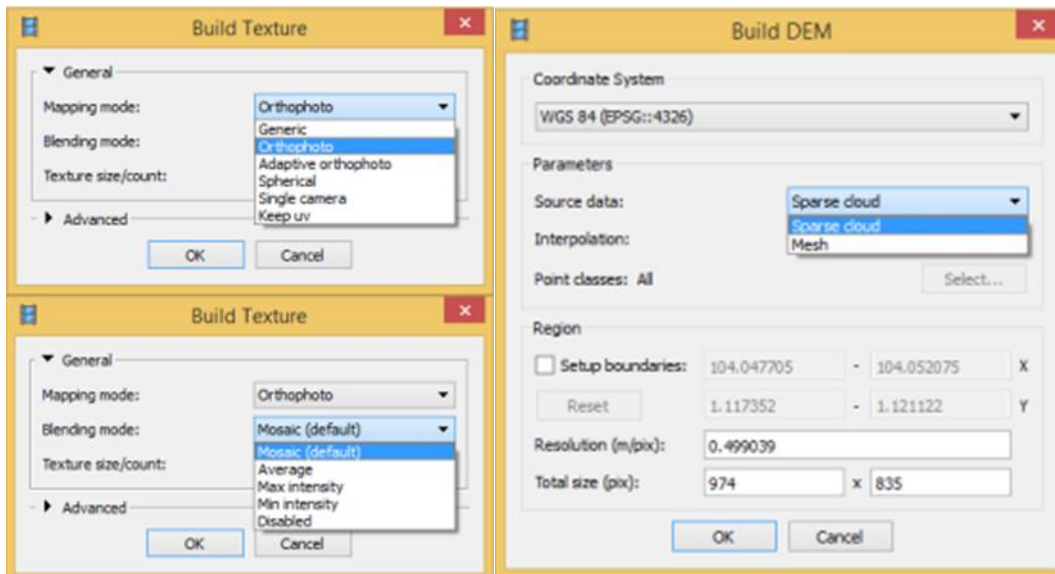 Build Texture
General
Mapping mode: Orthophoto
Generic
Blending mode: Orthophoto
Adaptive orthophoto
Texture size/count: Spherical
Single camera
Advanced Keep uv
OK Cancel
Build Texture
General
Mapping mode: Orthophoto
Blending mode: Mosaic (default)
Mosaic (default)
Texture size/count: Average
Max intensity
Advanced Min intensity
Disabled
OK Cancel
Build DEM
Coordinate System
WGS 84 (EPSG::4326)
Parameters
Source data: Sparse cloud
Sparse cloud
Interpolation: Mesh
Point classes: All Select...
Region
Setup boundaries: 104.047705 - 104.052075 X
Reset 1.117352 - 1.121122 Y
Resolution (m/pix): 0.499039
Total size (pix): 974 x 835
OK Cancel